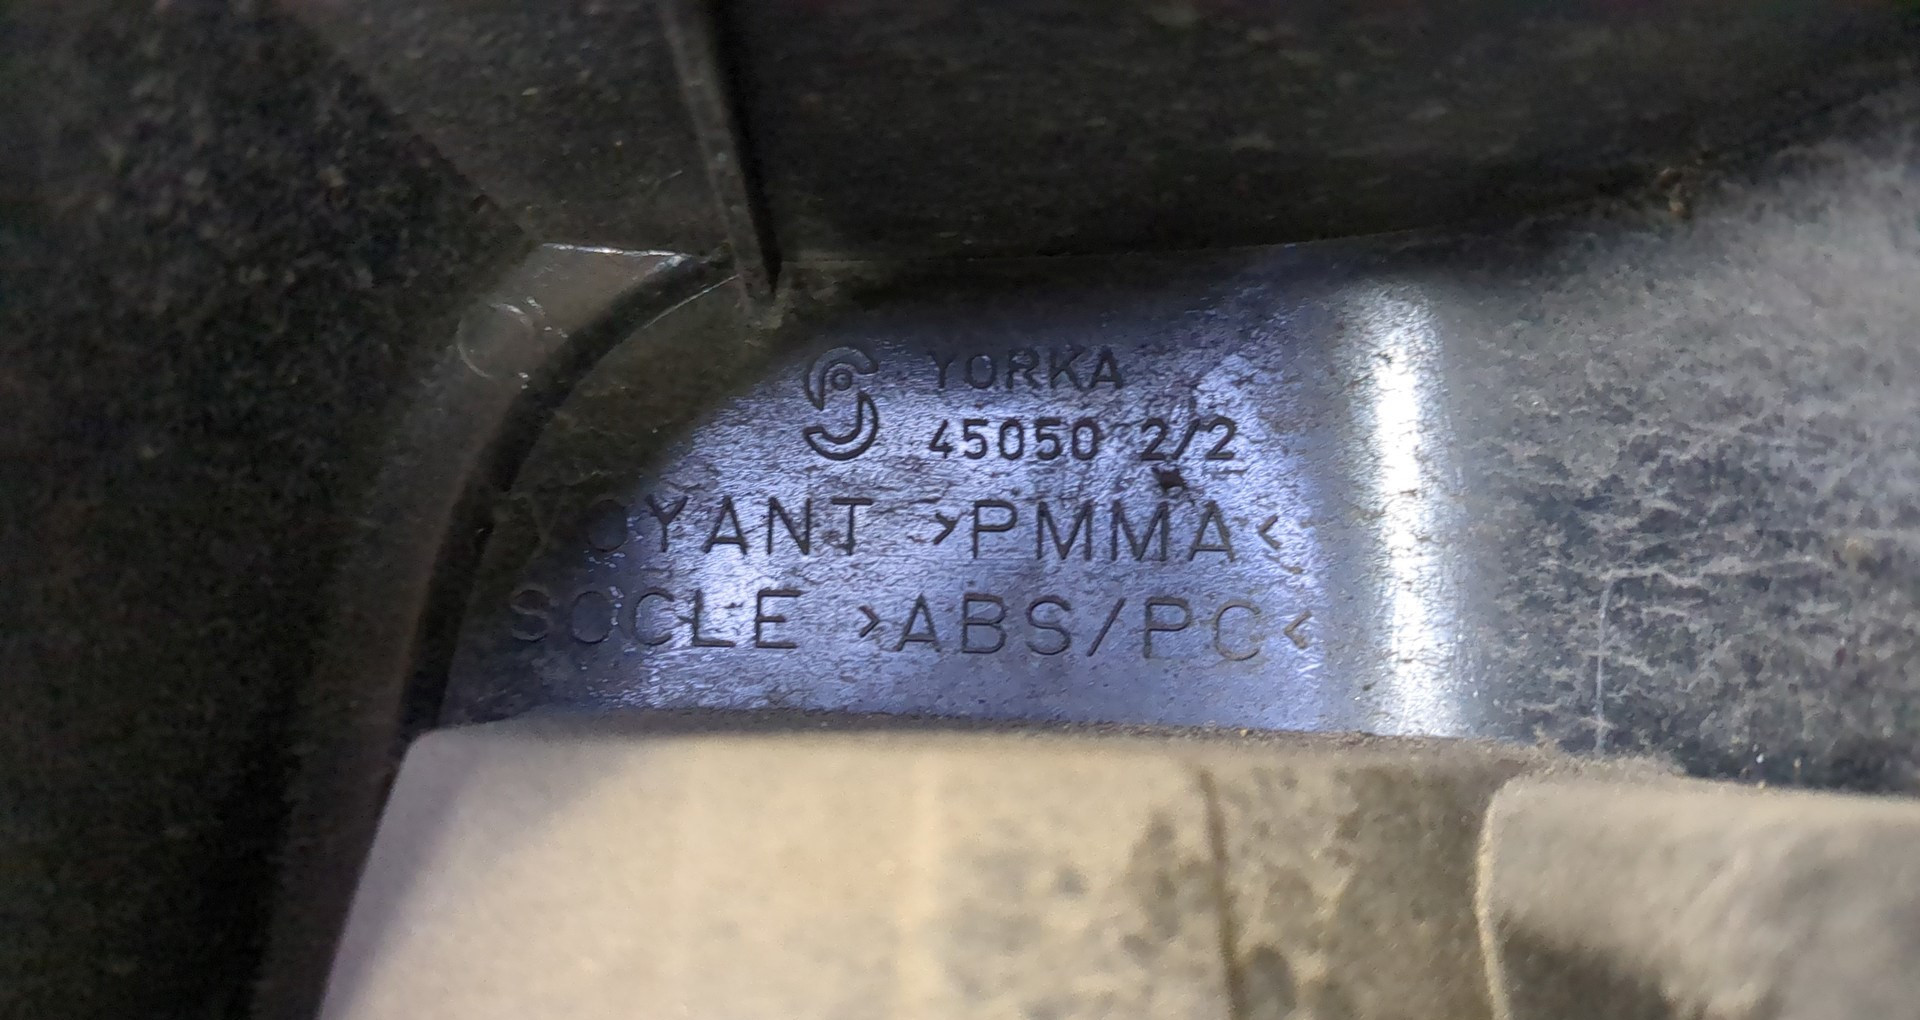 YORKA
45050 2/2
VOYANT >PMMA<
SOCLE >ABS/PC<